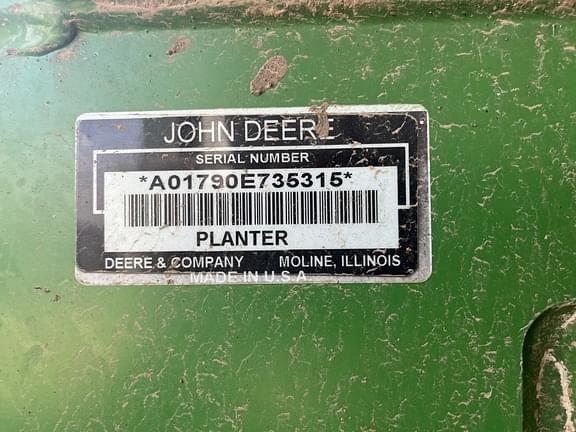 JOHN DEERE
SERIAL NUMBER
*A01790E735315*
PLANTER
DEERE & COMPANY MOLINE, ILLINOIS
MADE IN U.S.A